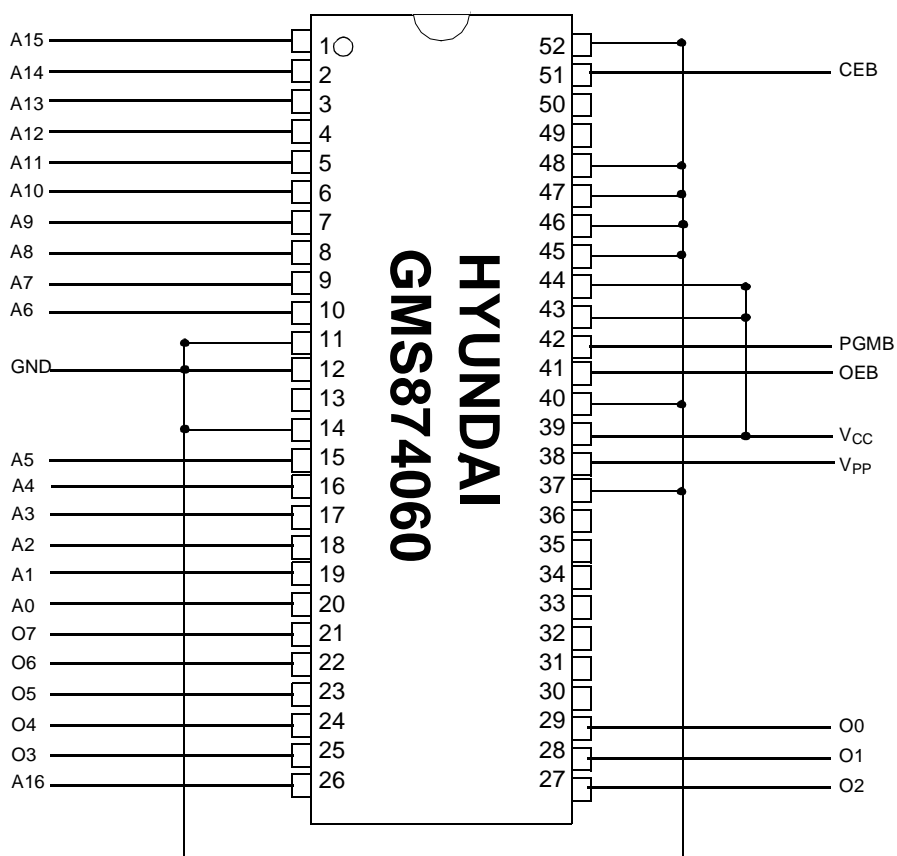 A15 1 52
A14 2 51 CEB
A13 3 50
A12 4 49
A11 5 48
A10 6 47
A9 7 46
A8 8 45
A7 9 44
A6 10 43
11 42 PGMB
GND 12 41 OEB
13 40
14 39 VCC
A5 15 38 VPP
A4 16 37
A3 17 36
A2 18 35
A1 19 34
A0 20 33
O7 21 32
O6 22 31
O5 23 30
O4 24 29 O0
O3 25 28 O1
A16 26 27 O2
HYUNDAI
GMS874060